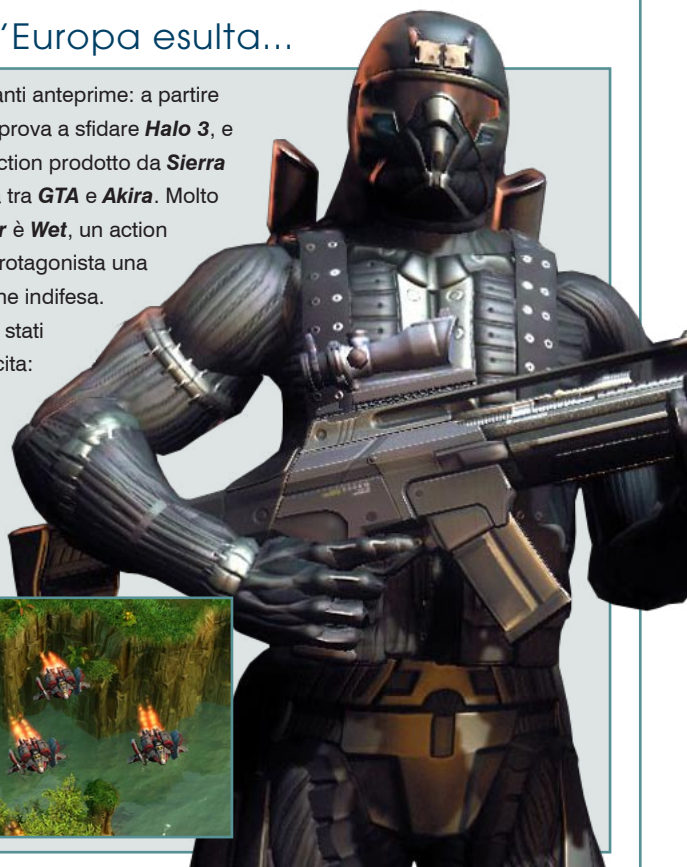 'Europa esulta...
anti anteprime: a partire
prova a sfidare Halo 3, e
ction prodotto da Sierra
tra GTA e Akira. Molto
r è Wet, un action
rotagonista una
ne indifesa.
stati
cita: